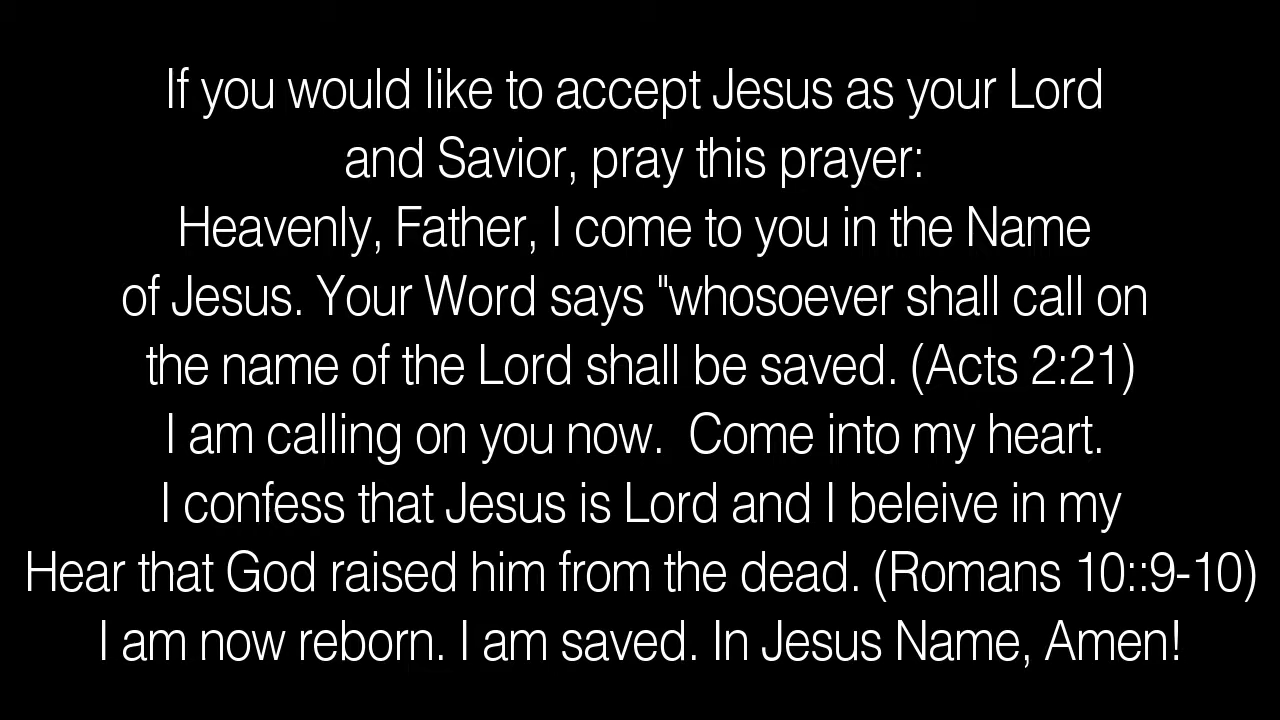 If you would like to accept Jesus as your Lord
and Savior, pray this prayer:
Heavenly, Father, I come to you in the Name
of Jesus. Your Word says "whosoever shall call on
the name of the Lord shall be saved. (Acts 2:21)
I am calling on you now.  Come into my heart.
I confess that Jesus is Lord and I beleive in my
Hear that God raised him from the dead. (Romans 10::9-10)
I am now reborn. I am saved. In Jesus Name, Amen!